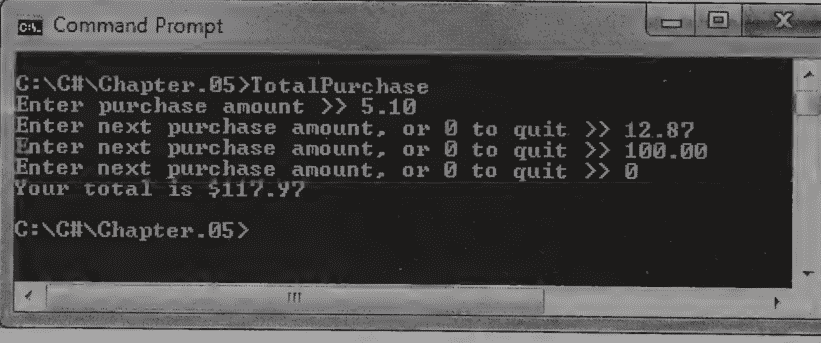 Command Prompt
C:\C#\Chapter.05>TotalPurchase
Enter purchase amount >> 5.10
Enter next purchase amount, or 0 to quit >> 12.87
Enter next purchase amount, or 0 to quit >> 100.00
Enter next purchase amount, or 0 to quit >> 0
Your total is $117.97
C:\C#\Chapter.05>